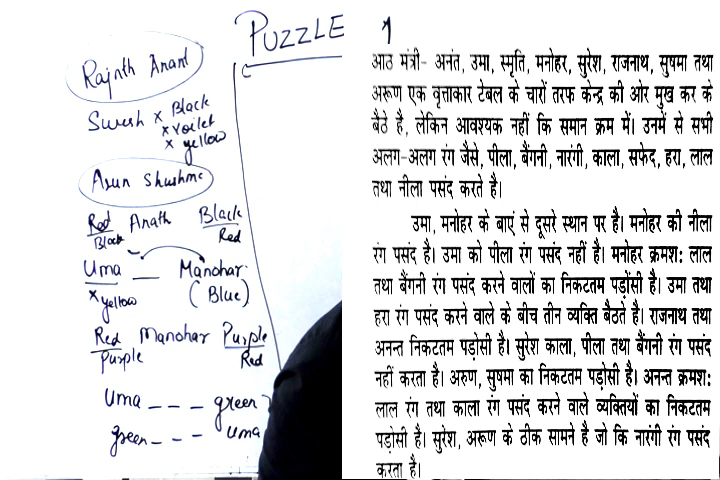 PUZZLE 1
Rajnth Anant
Suresh × Black
× voilet
× yellow
Arun Shushma
Red Anath Black
Black Red
Uma — Manohar
× yellow (Blue)
Red Manohar Purple
Purple Red
Uma - - - green
green - - - Uma
आठ मंत्री- अनंत, उमा, स्मृति, मनोहर, सुरेश, राजनाथ, सुषमा तथा
अरूण एक वृत्ताकार टेबल के चारों तरफ केन्द्र की ओर मुख कर के
बैठे है, लेकिन आवश्यक नहीं कि समान क्रम में। उनमें से सभी
अलग-अलग रंग जैसे, पीला, बैंगनी, नारंगी, काला, सफेद, हरा, लाल
तथा नीला पसंद करते है।
उमा, मनोहर के बाएं से दूसरे स्थान पर है। मनोहर की नीला
रंग पसंद है। उमा को पीला रंग पसंद नहीं है। मनोहर क्रमश: लाल
तथा बैंगनी रंग पसंद करने वालों का निकटतम पड़ोंसी है। उमा तथा
हरा रंग पसंद करने वाले के बीच तीन व्यक्ति बैठते है। राजनाथ तथा
अनन्त निकटतम पड़ोसी है। सुरेश काला, पीला तथा बैंगनी रंग पसंद
नहीं करता है। अरुण, सुषमा का निकटतम पड़ोसी है। अनन्त क्रमश:
लाल रंग तथा काला रंग पसंद करने वाले व्यक्तियों का निकटतम
पड़ोसी है। सुरेश, अरूण के ठीक सामने है जो कि नारंगी रंग पसंद
करता है।